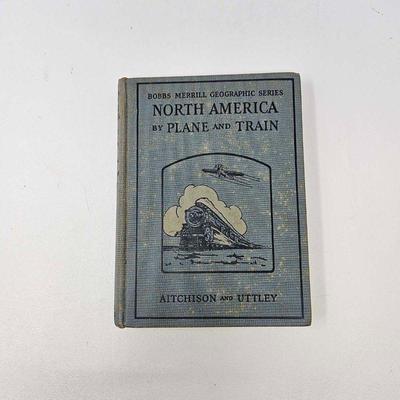 BOBBS MERRILL GEOGRAPHIC SERIES
NORTH AMERICA
BY PLANE AND TRAIN
AITCHISON AND UTTLEY